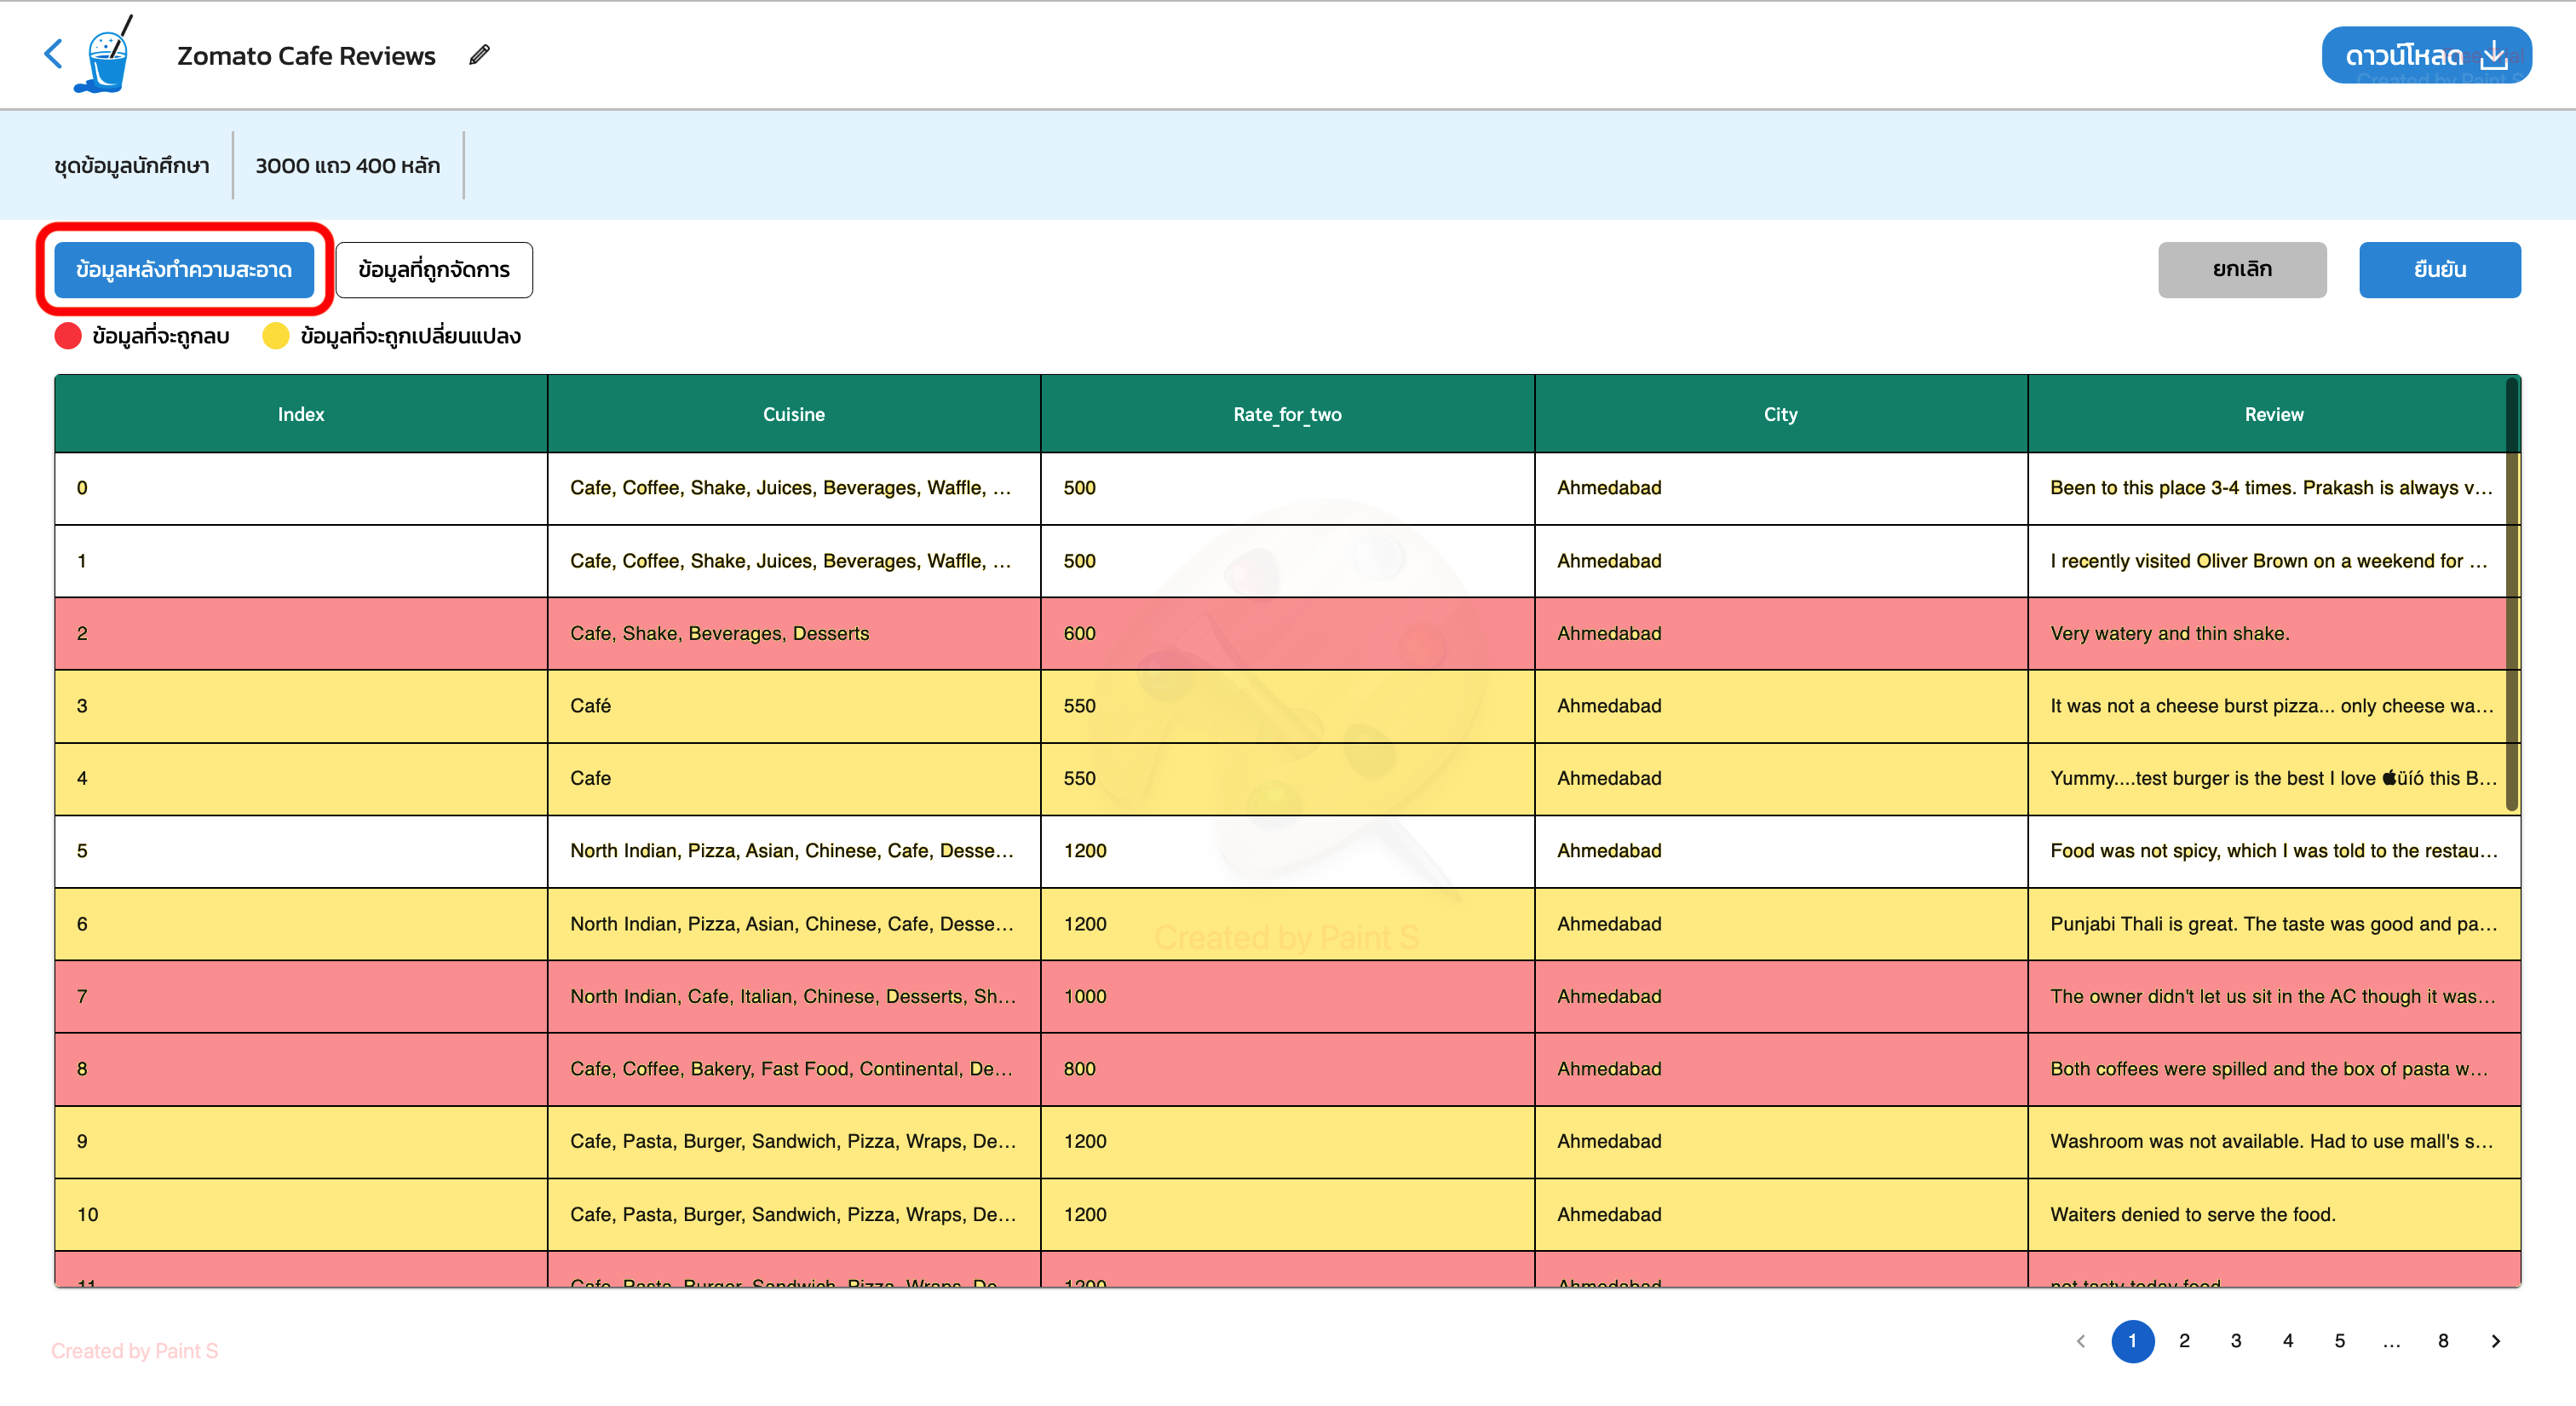 Zomato Cafe Reviews
ดาวน์โหลด
Created by Paint S
ชุดข้อมูลนักศึกษา
3000 แถว 400 หลัก
ข้อมูลหลังทำความสะอาด
ข้อมูลที่ถูกจัดการ
ยกเลิก
ยืนยัน
ข้อมูลที่จะถูกลบ
ข้อมูลที่จะถูกเปลี่ยนแปลง
Index Cuisine Rate_for_two City Review
0 Cafe, Coffee, Shake, Juices, Beverages, Waffle, ... 500 Ahmedabad Been to this place 3-4 times. Prakash is always v...
1 Cafe, Coffee, Shake, Juices, Beverages, Waffle, ... 500 Ahmedabad I recently visited Oliver Brown on a weekend for ...
2 Cafe, Shake, Beverages, Desserts 600 Ahmedabad Very watery and thin shake.
3 Café 550 Ahmedabad It was not a cheese burst pizza... only cheese wa...
4 Cafe 550 Ahmedabad Yummy....test burger is the best I love üíó this B...
5 North Indian, Pizza, Asian, Chinese, Cafe, Desse... 1200 Ahmedabad Food was not spicy, which I was told to the restau...
6 North Indian, Pizza, Asian, Chinese, Cafe, Desse... 1200 Ahmedabad Punjabi Thali is great. The taste was good and pa...
Created by Paint S
7 North Indian, Cafe, Italian, Chinese, Desserts, Sh... 1000 Ahmedabad The owner didn't let us sit in the AC though it was...
8 Cafe, Coffee, Bakery, Fast Food, Continental, De... 800 Ahmedabad Both coffees were spilled and the box of pasta w...
9 Cafe, Pasta, Burger, Sandwich, Pizza, Wraps, De... 1200 Ahmedabad Washroom was not available. Had to use mall's s...
10 Cafe, Pasta, Burger, Sandwich, Pizza, Wraps, De... 1200 Ahmedabad Waiters denied to serve the food.
11 Cafe, Pasta, Burger, Sandwich, Pizza, Wraps, De... 1200 Ahmedabad not tasty today food
Created by Paint S
1 2 3 4 5 ... 8